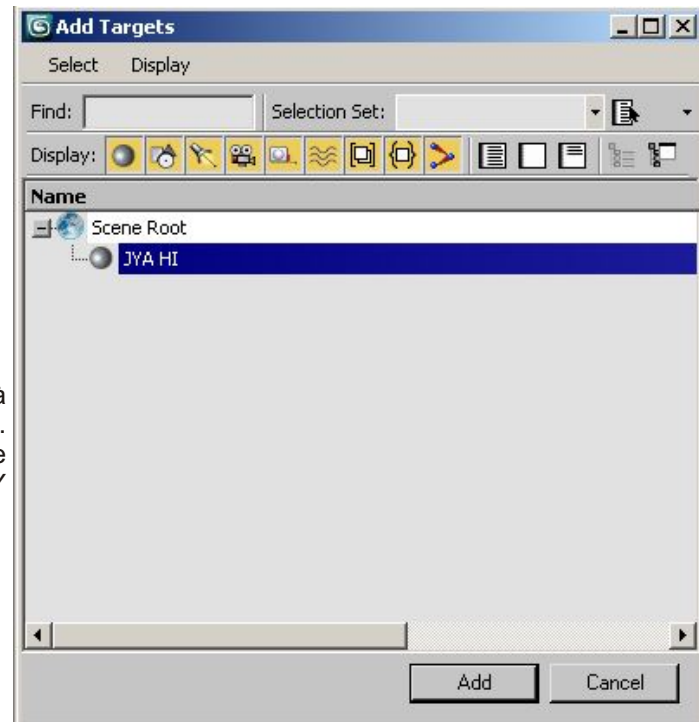 Add Targets
Select Display
Find: Selection Set:
Display:
Name
Scene Root
JYA HI
à
.
e
Y
Add Cancel